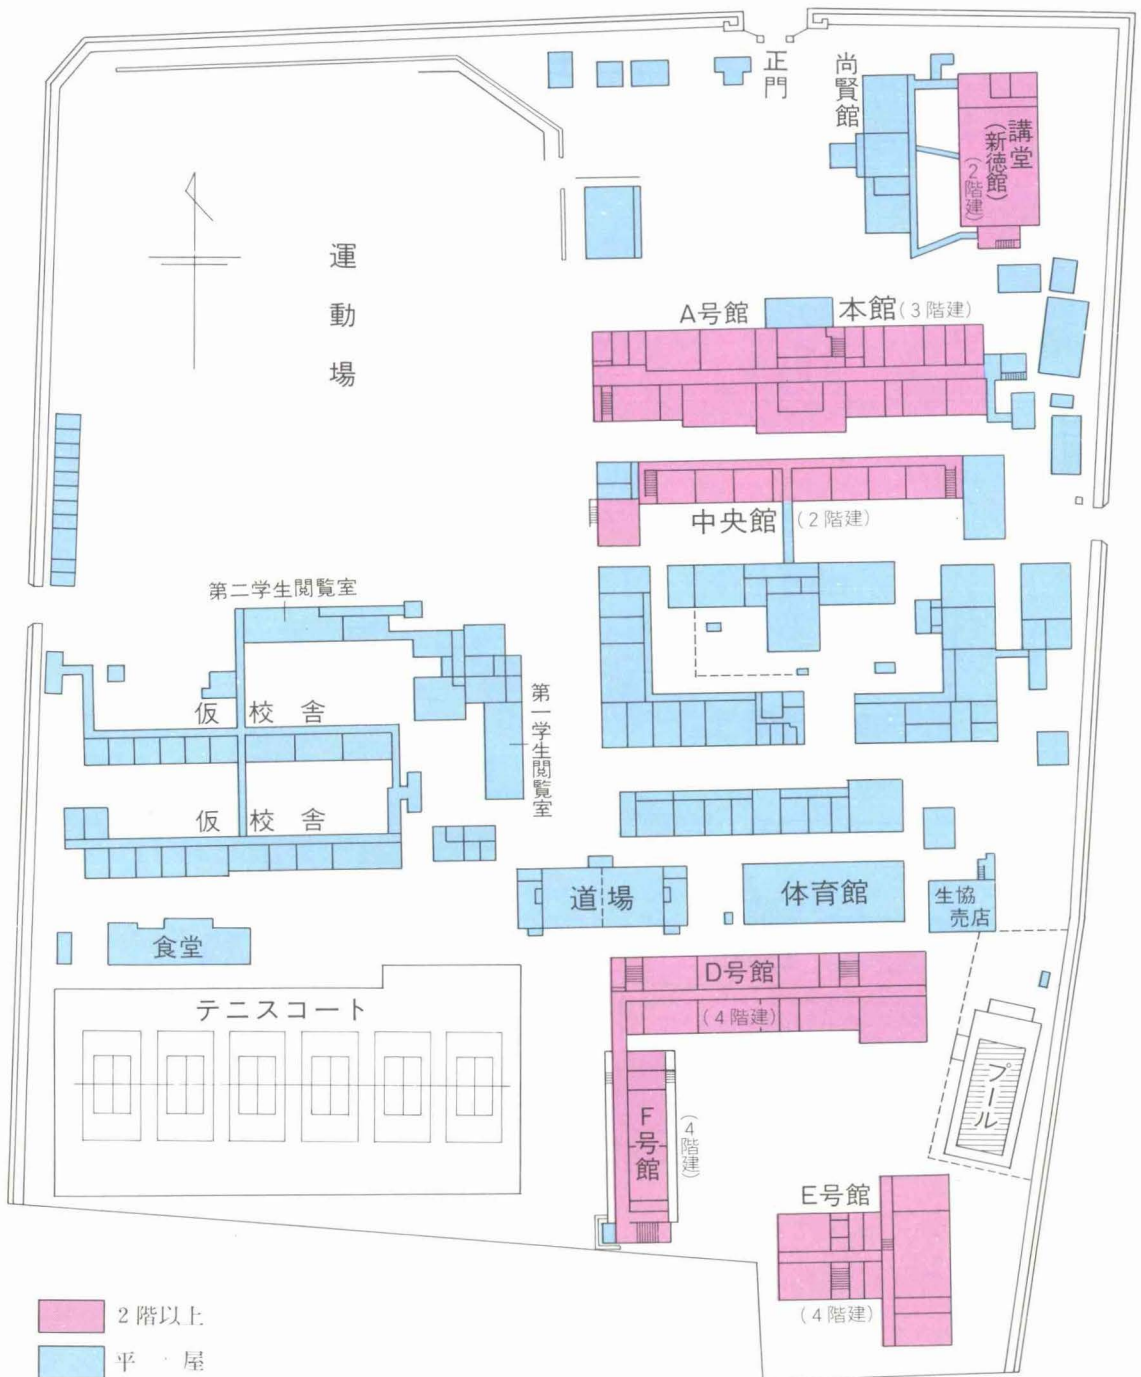 正門
尚賢館
講堂
（新徳館）
（2階建）
運動場
A号館
本館（3階建）
中央館（2階建）
第二学生閲覧室
仮校舎
第一学生閲覧室
仮校舎
道場
体育館
生協
売店
食堂
D号館
（4階建）
テニスコート
プール
F号館
（4階建）
E号館
（4階建）
2階以上
平屋